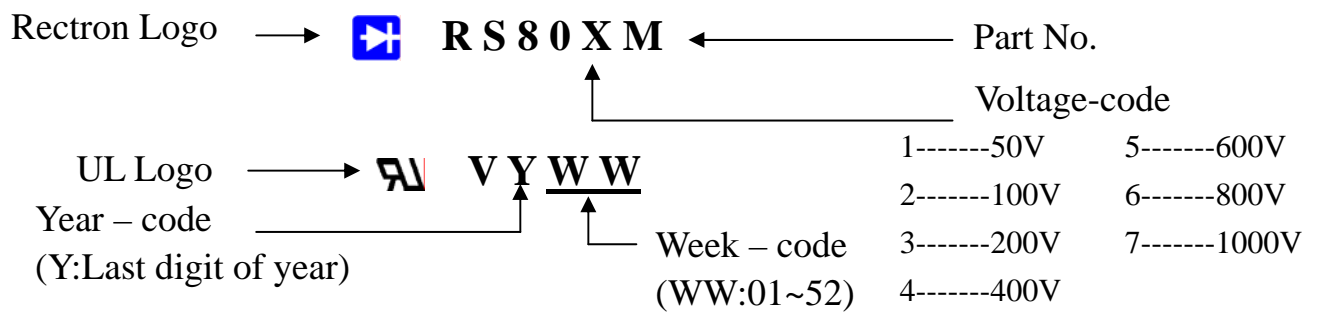 Rectron Logo RS80XM Part No.
Voltage-code
1-------50V 5-------600V
UL Logo VYWW
2-------100V 6-------800V
Year – code
(Y:Last digit of year)
Week – code
(WW:01~52)
3-------200V 7-------1000V
4-------400V